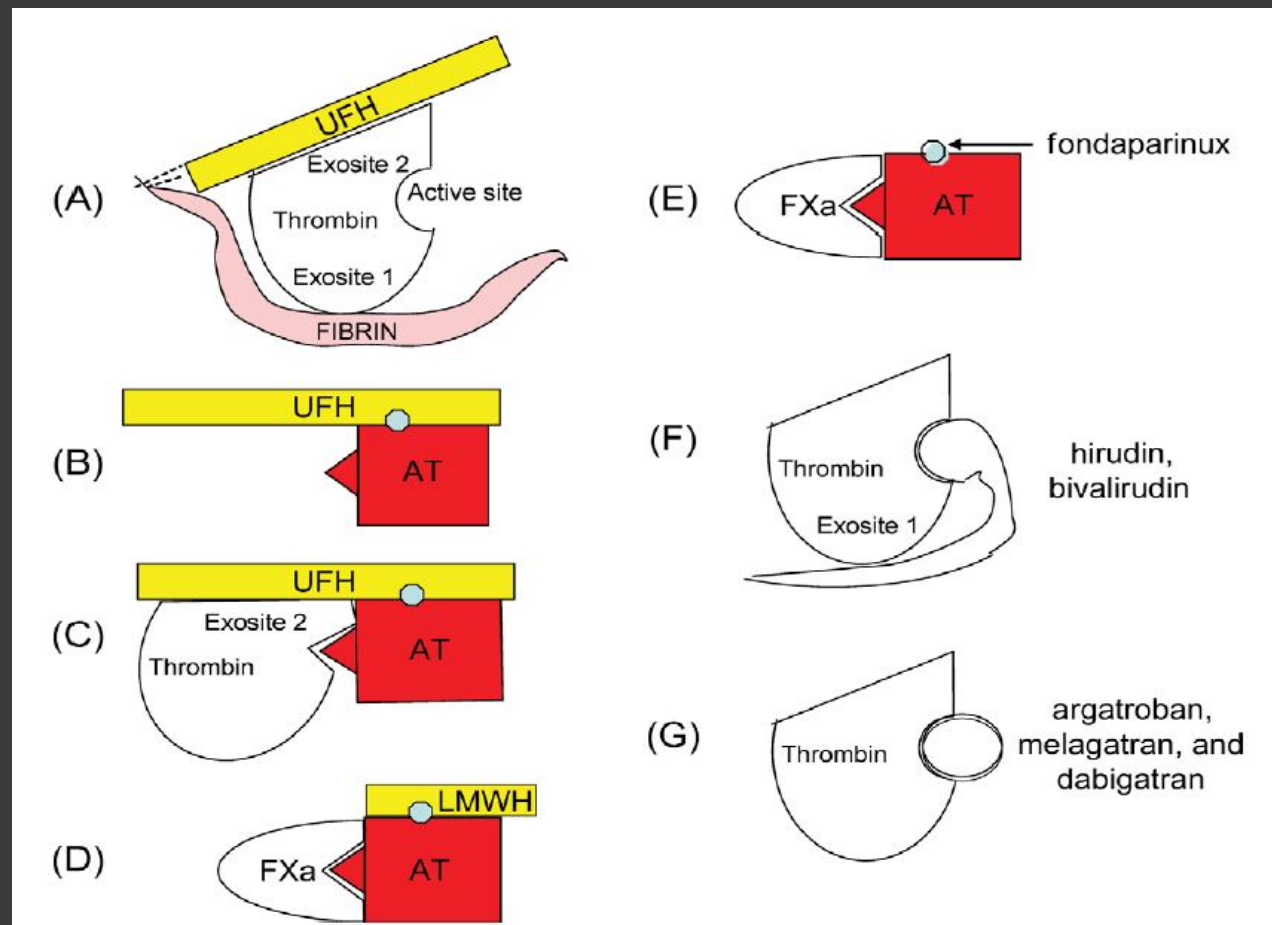 (A)
UFH
Exosite 2
Active site
Thrombin
Exosite 1
FIBRIN
(B)
UFH
AT
(C)
UFH
Exosite 2
Thrombin
AT
(D)
LMWH
FXa
AT
(E)
fondaparinux
FXa
AT
(F)
Thrombin
Exosite 1
hirudin,
bivalirudin
(G)
Thrombin
argatroban,
melagatran, and
dabigatran